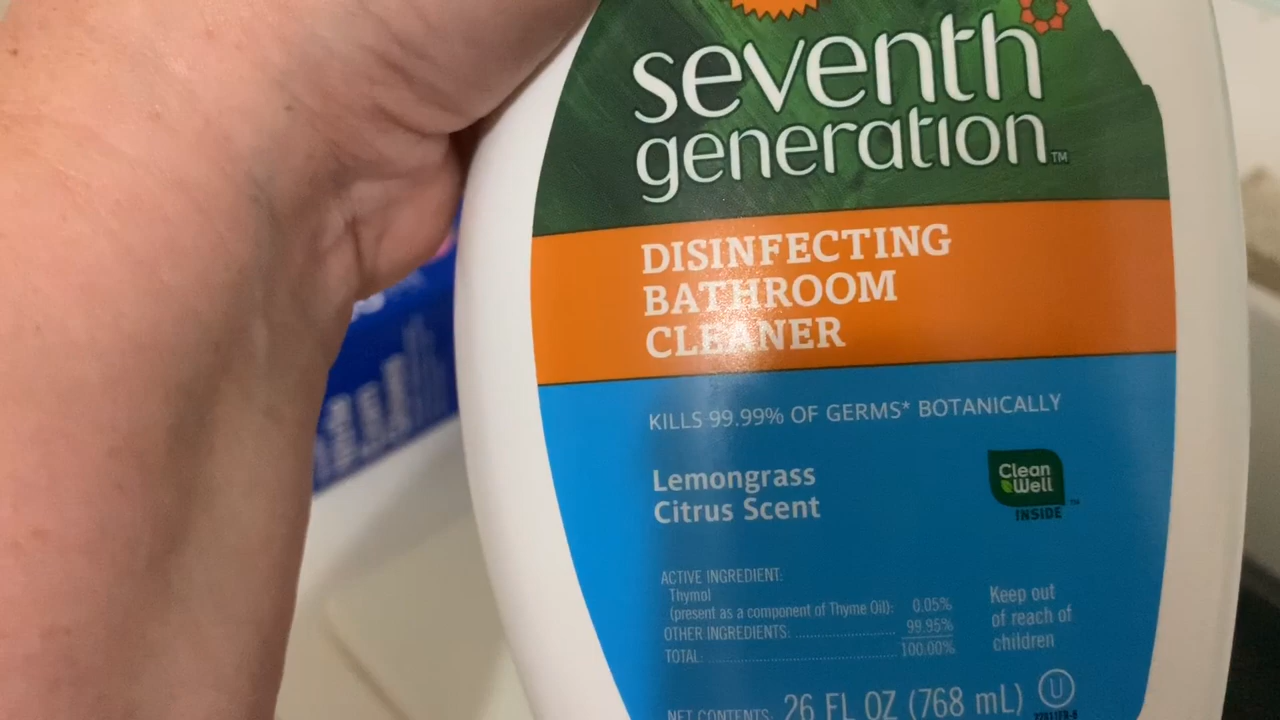 seventh
generation™
DISINFECTING
BATHROOM
CLEANER
KILLS 99.99% OF GERMS* BOTANICALLY
Lemongrass
Citrus Scent
Clean
Well
™
INSIDE
ACTIVE INGREDIENT:
Thymol
(present as a component of Thyme Oil): 0.05%
OTHER INGREDIENTS: 99.95%
TOTAL: 100.00%
Keep out
of reach of
children
NET CONTENTS: 26 FL OZ (768 mL)
U